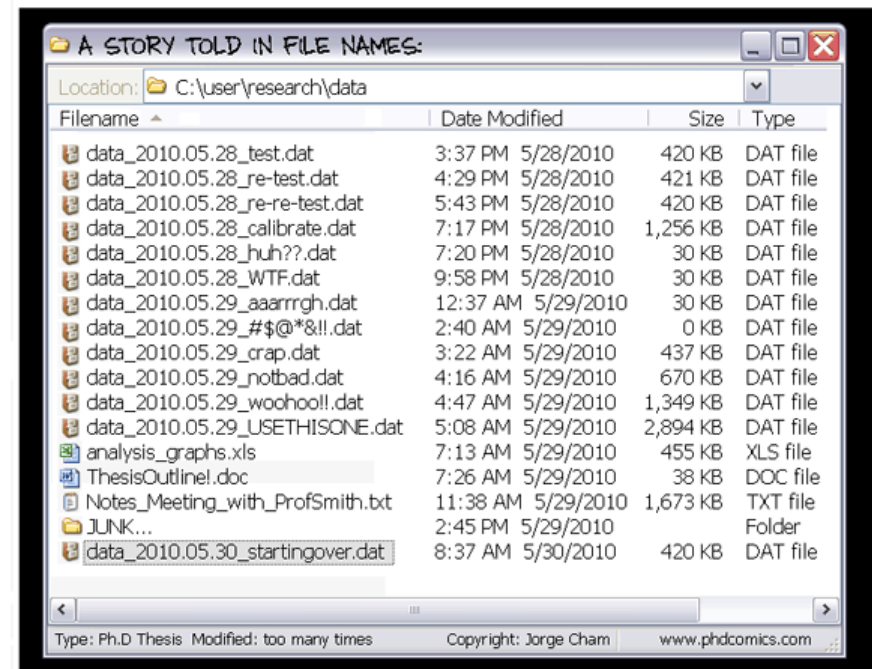 A STORY TOLD IN FILE NAMES:
Location: C:\user\research\data
Filename Date Modified Size Type
data_2010.05.28_test.dat 3:37 PM 5/28/2010 420 KB DAT file
data_2010.05.28_re-test.dat 4:29 PM 5/28/2010 421 KB DAT file
data_2010.05.28_re-re-test.dat 5:43 PM 5/28/2010 420 KB DAT file
data_2010.05.28_calibrate.dat 7:17 PM 5/28/2010 1,256 KB DAT file
data_2010.05.28_huh??.dat 7:20 PM 5/28/2010 30 KB DAT file
data_2010.05.28_WTF.dat 9:58 PM 5/28/2010 30 KB DAT file
data_2010.05.29_aaarrrgh.dat 12:37 AM 5/29/2010 30 KB DAT file
data_2010.05.29_#$@*&!!.dat 2:40 AM 5/29/2010 0 KB DAT file
data_2010.05.29_crap.dat 3:22 AM 5/29/2010 437 KB DAT file
data_2010.05.29_notbad.dat 4:16 AM 5/29/2010 670 KB DAT file
data_2010.05.29_woohoo!!.dat 4:47 AM 5/29/2010 1,349 KB DAT file
data_2010.05.29_USETHISONE.dat 5:08 AM 5/29/2010 2,894 KB DAT file
analysis_graphs.xls 7:13 AM 5/29/2010 455 KB XLS file
ThesisOutline!.doc 7:26 AM 5/29/2010 38 KB DOC file
Notes_Meeting_with_ProfSmith.txt 11:38 AM 5/29/2010 1,673 KB TXT file
JUNK... 2:45 PM 5/29/2010 Folder
data_2010.05.30_startingover.dat 8:37 AM 5/30/2010 420 KB DAT file
Type: Ph.D Thesis Modified: too many times Copyright: Jorge Cham www.phdcomics.com